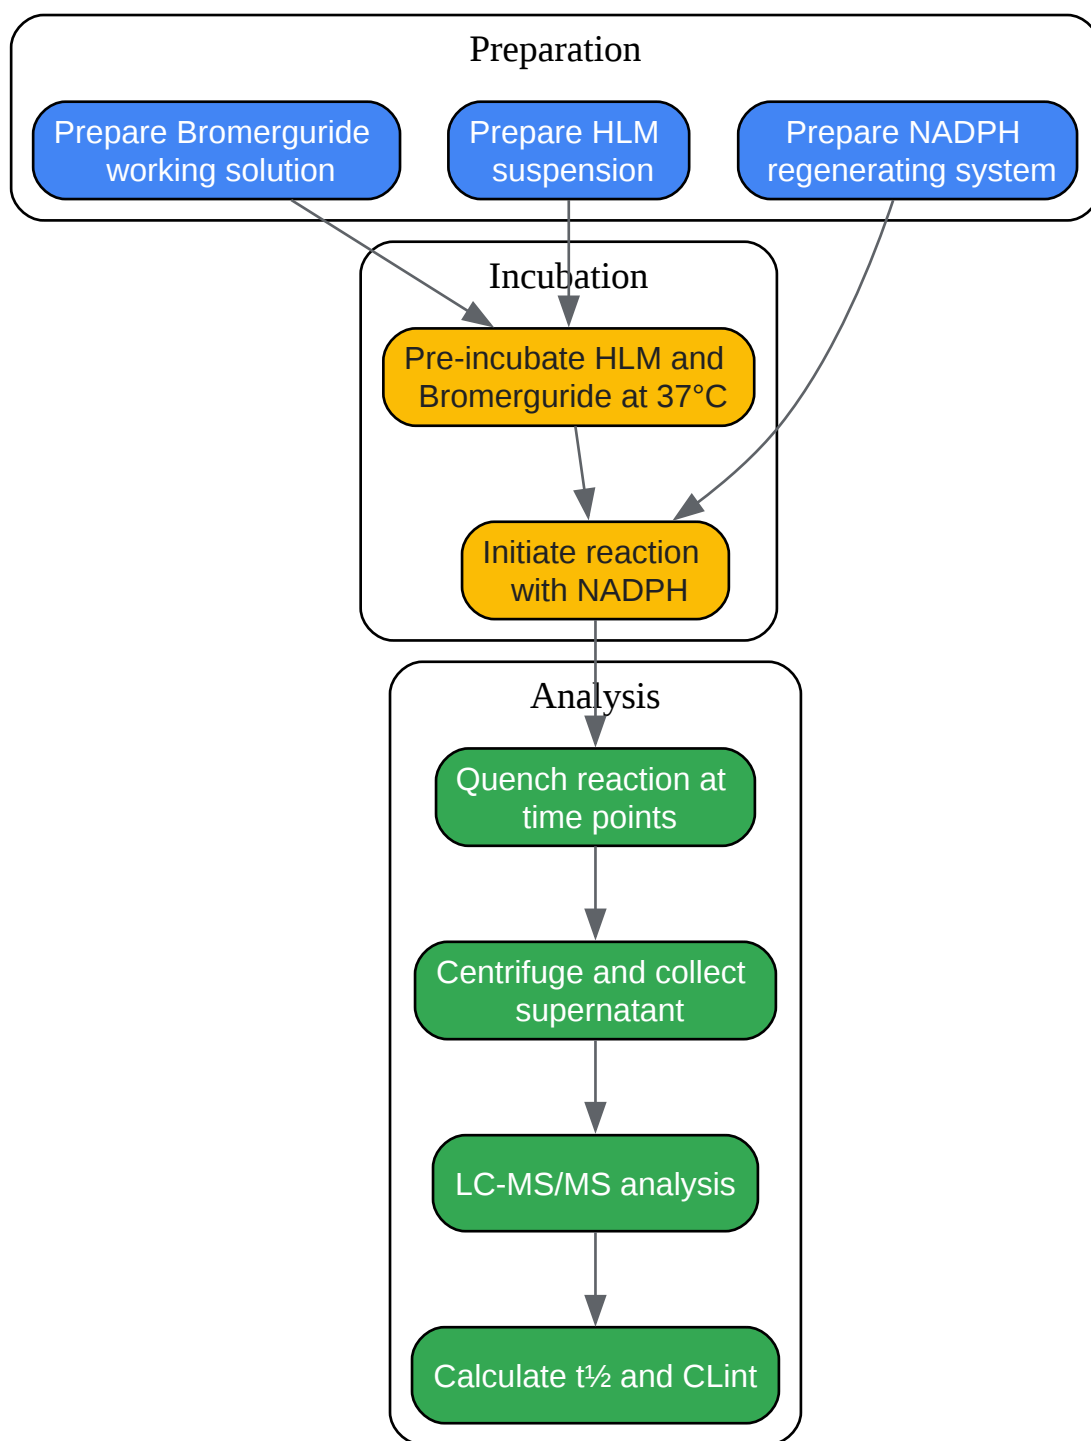 Preparation
Prepare Bromerguride
working solution
Prepare HLM
suspension
Prepare NADPH
regenerating system
Incubation
Pre-incubate HLM and
Bromerguride at 37°C
Initiate reaction
with NADPH
Analysis
Quench reaction at
time points
Centrifuge and collect
supernatant
LC-MS/MS analysis
Calculate t½ and CLint